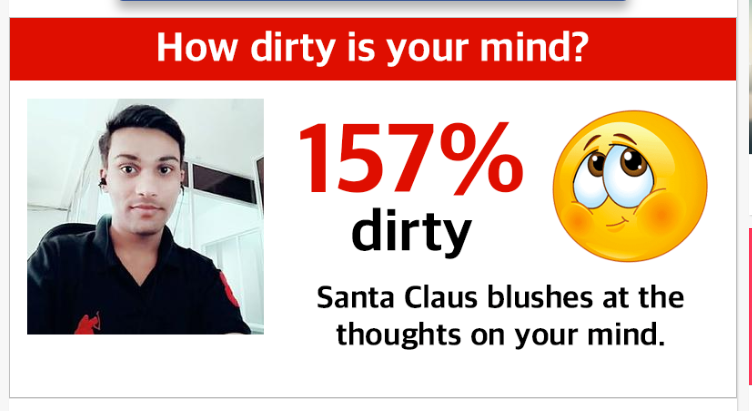 How dirty is your mind?
157%
dirty
Santa Claus blushes at the
thoughts on your mind.